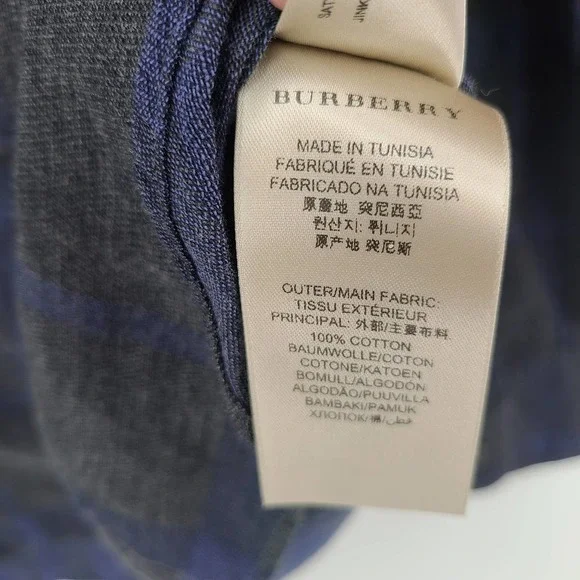 SATI
JINK
BURBERRY
MADE IN TUNISIA
FABRIQUÉ EN TUNISIE
FABRICADO NA TUNISIA
原產地 突尼西亞
원산지: 튀니지
原产地 突尼斯
OUTER/MAIN FABRIC:
TISSU EXTÉRIEUR
PRINCIPAL: 外部/主要布料
100% COTTON
BAUMWOLLE/COTON
COTONE/KATOEN
BOMULL/ALGODÓN
ALGODÃO/PUUVILLA
BAMBAKI/PAMUK
ХЛОПОК/棉/قطن